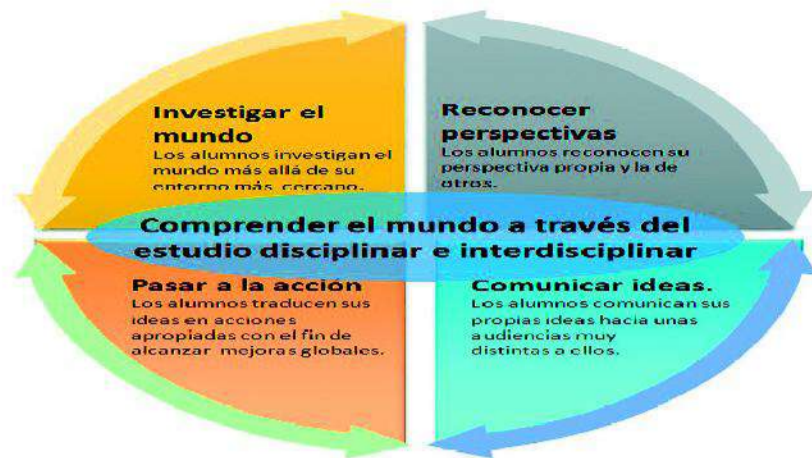 Investigar el
mundo
Los alumnos investigan el
mundo más allá de su
entorno más cercano.
Reconocer
perspectivas
Los alumnos reconocen su
perspectiva propia y la de
otros.
Comprender el mundo a través del
estudio disciplinar e interdisciplinar
Pasar a la acción
Los alumnos traducen sus
ideas en acciones
apropiadas con el fin de
alcanzar mejoras globales.
Comunicar ideas.
Los alumnos comunican sus
propias ideas hacia unas
audiencias muy
distintas a ellos.